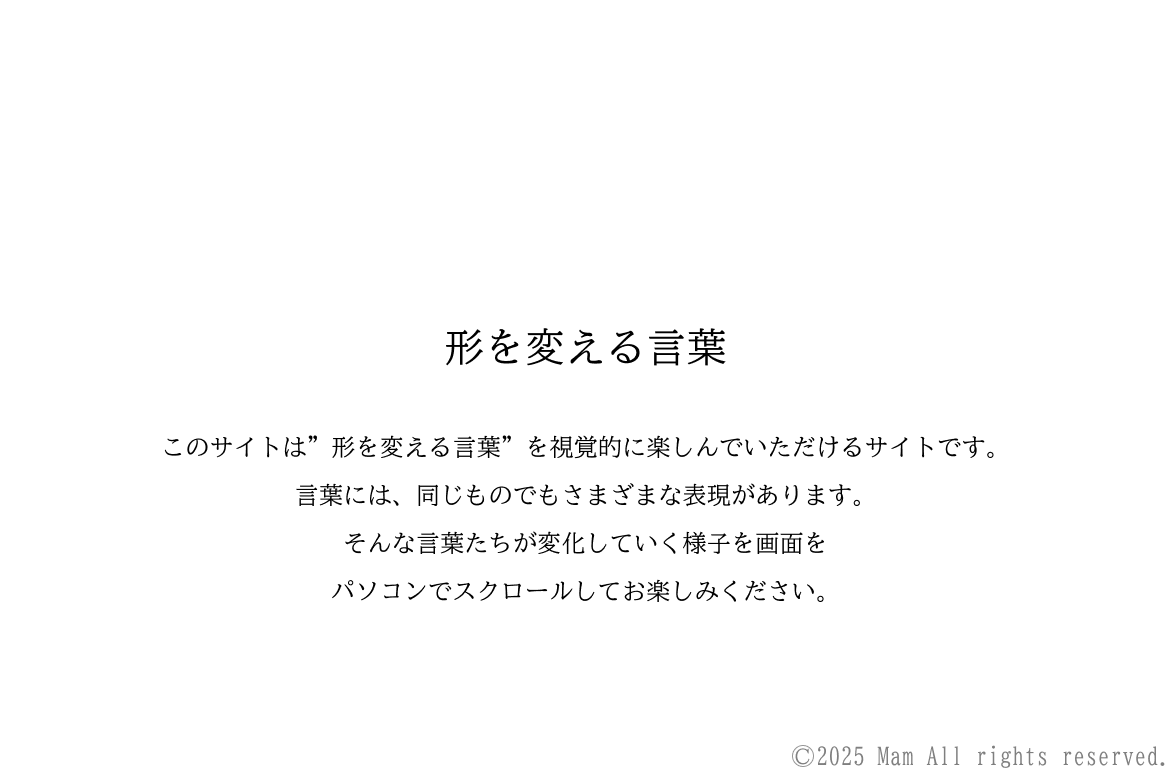 形を変える言葉
このサイトは”形を変える言葉”を視覚的に楽しんでいただけるサイトです。
言葉には、同じものでもさまざまな表現があります。
そんな言葉たちが変化していく様子を画面を
パソコンでスクロールしてお楽しみください。
©2025 Mam All rights reserved.